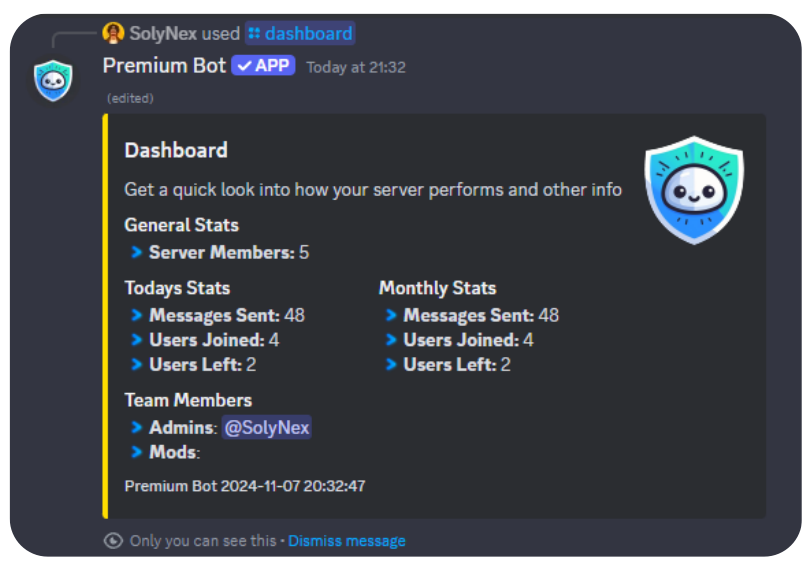 SolyNex used dashboard
Premium Bot APP Today at 21:32
(edited)
Dashboard
Get a quick look into how your server performs and other info
General Stats
Server Members: 5
Todays Stats
Messages Sent: 48
Users Joined: 4
Users Left: 2
Monthly Stats
Messages Sent: 48
Users Joined: 4
Users Left: 2
Team Members
Admins: @SolyNex
Mods:
Premium Bot 2024-11-07 20:32:47
Only you can see this • Dismiss message